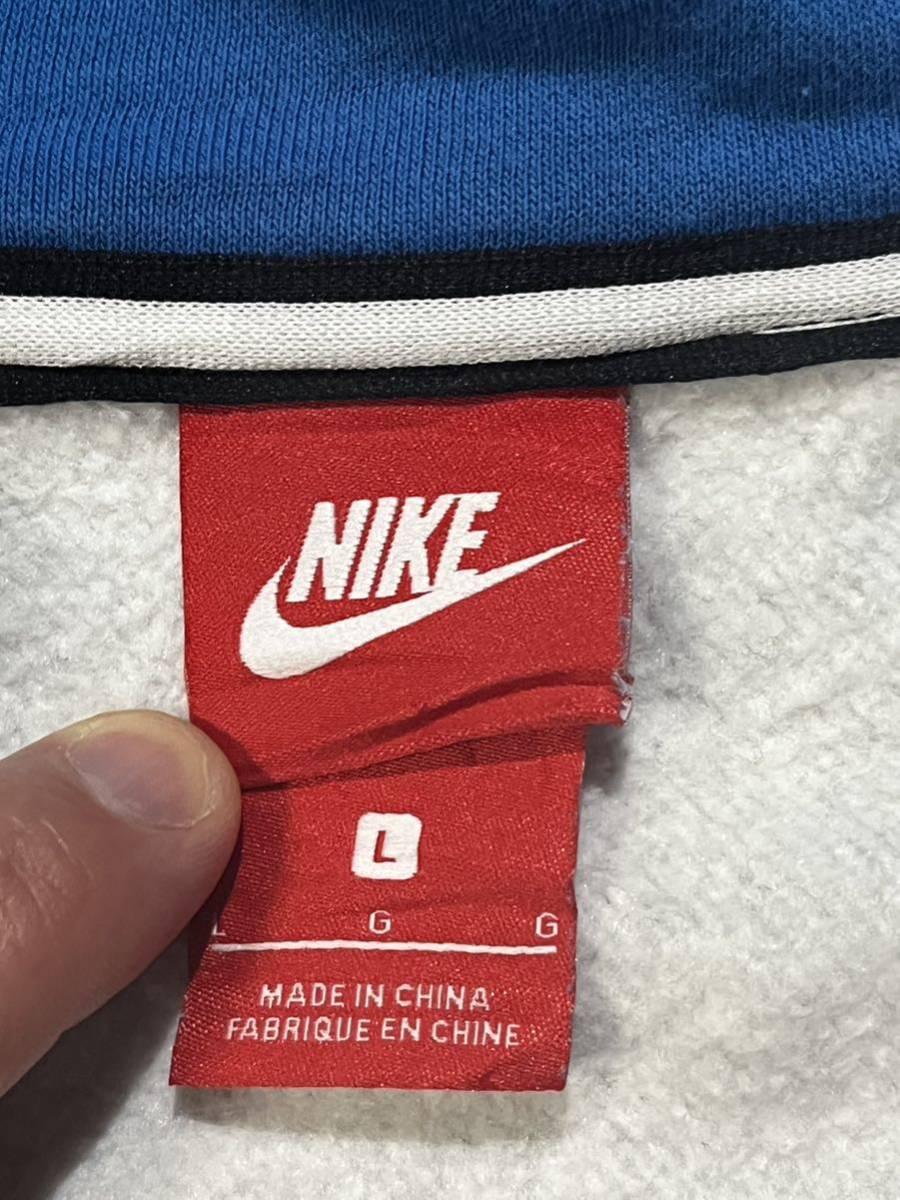 NIKE
L
L G G
MADE IN CHINA
FABRIQUE EN CHINE